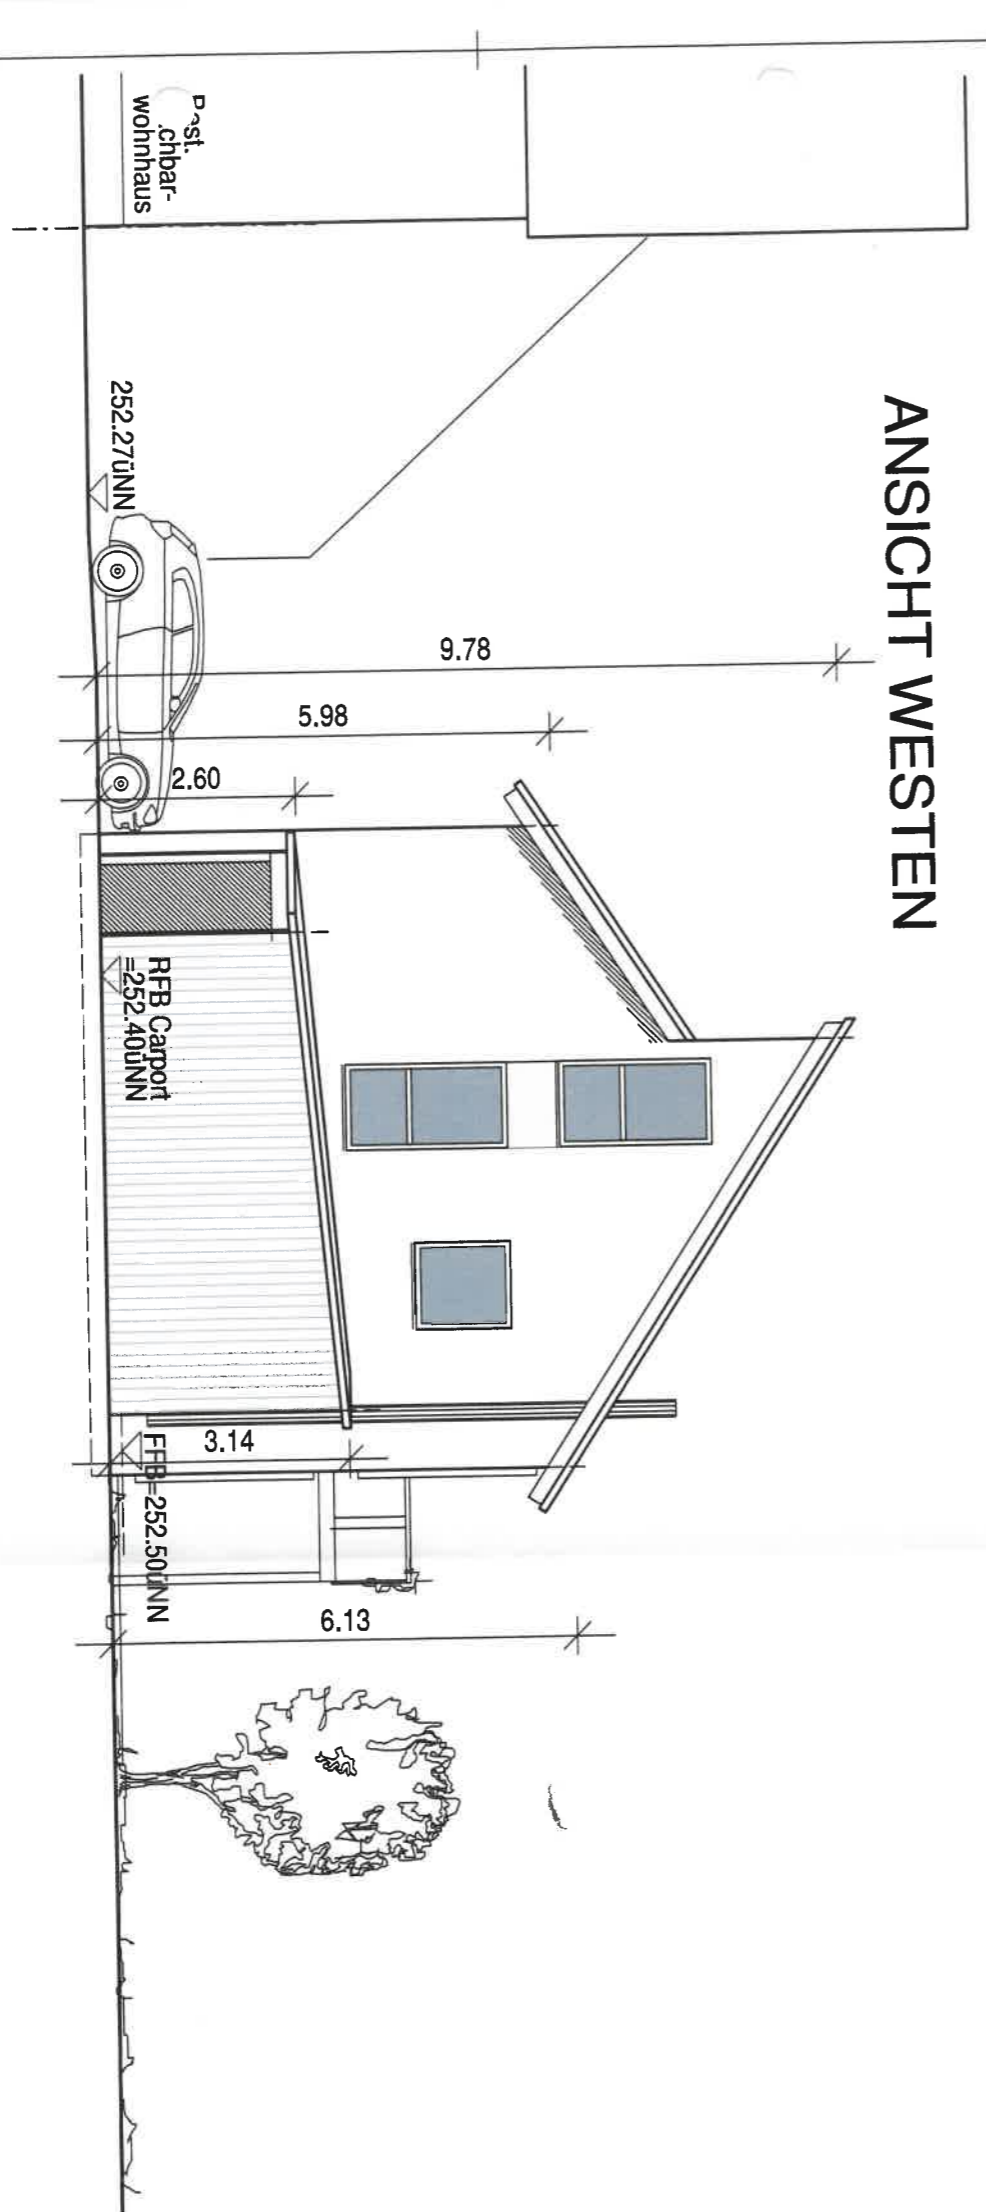 ANSICHT WESTEN
wohnhaus
252.27üNN
9.78
5.98
2.60
RFB Carport
=252.40üNN
3.14
FFB=252.50üNN
6.13